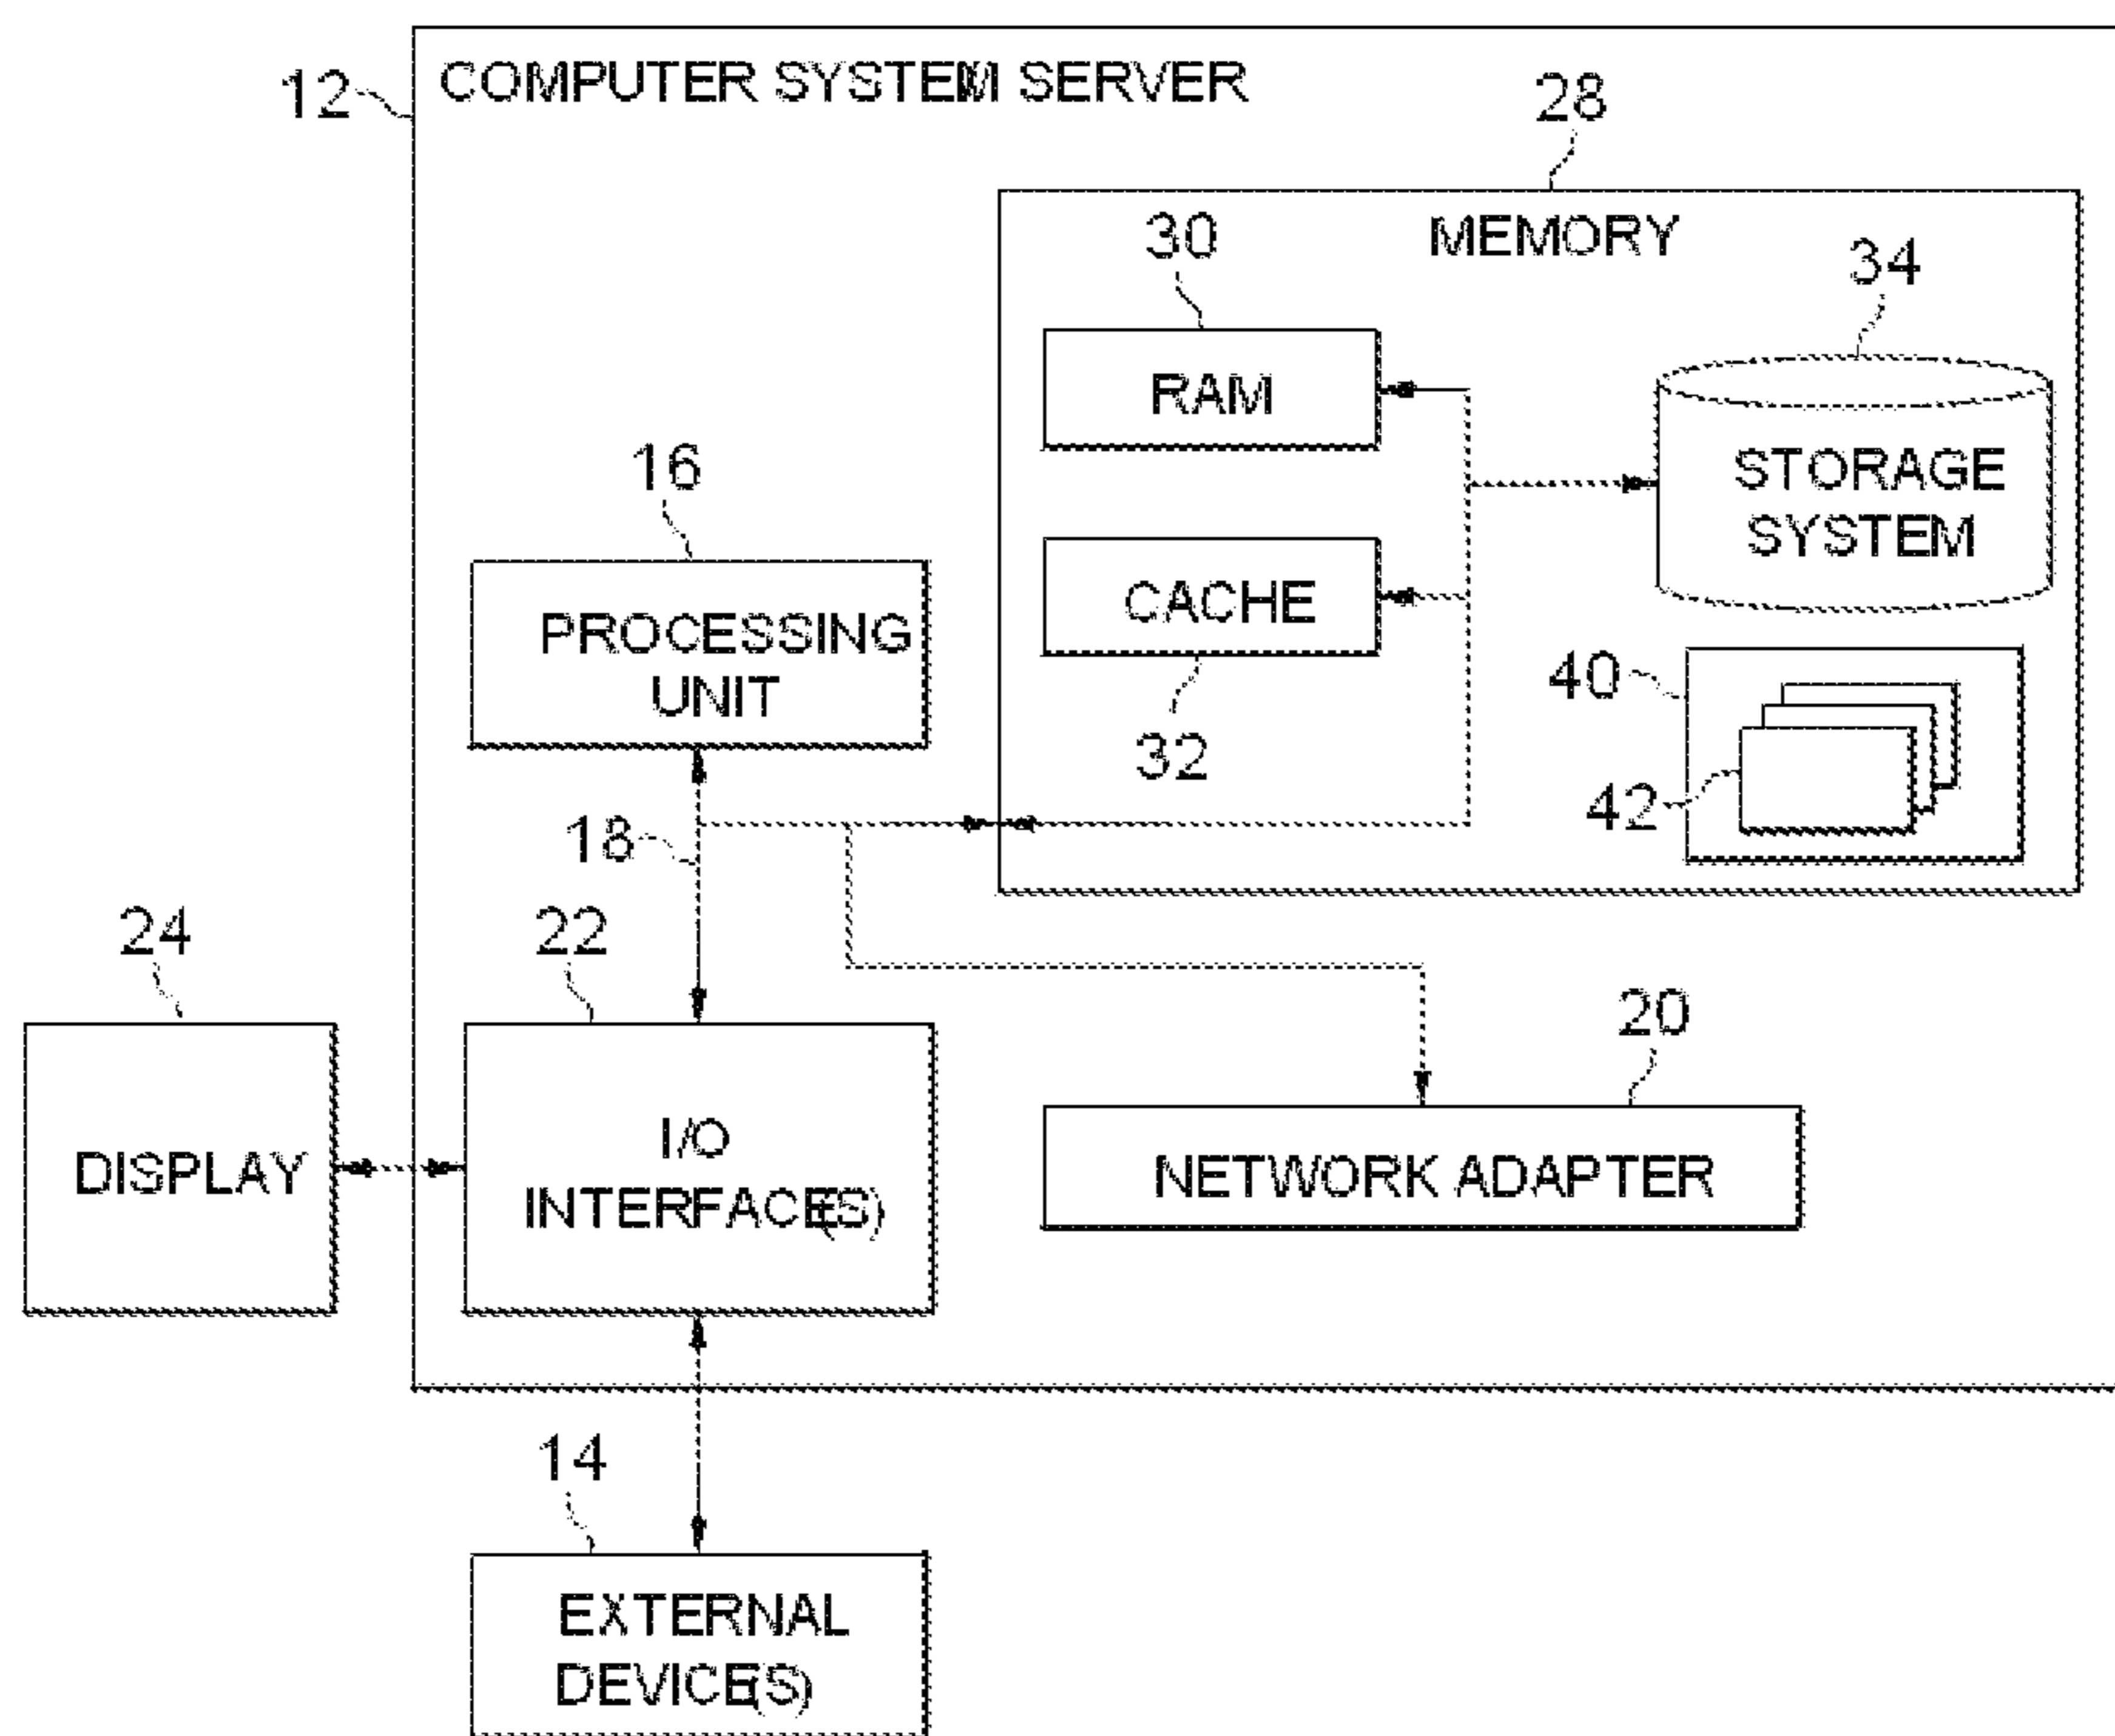 12
COMPUTER SYSTEM SERVER
28
MEMORY
30
34
RAM
STORAGE
SYSTEM
16
PROCESSING
UNIT
CACHE
32
40
42
18
24
22
20
DISPLAY
I/O
INTERFACE(S)
NETWORK ADAPTER
14
EXTERNAL
DEVICE(S)